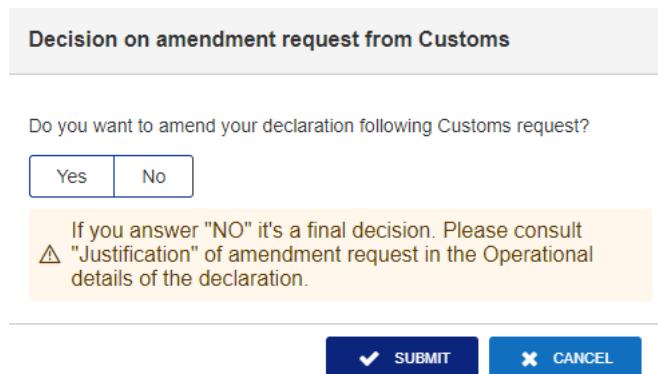 Decision on amendment request from Customs
Do you want to amend your declaration following Customs request?
Yes No
If you answer "NO" it's a final decision. Please consult
"Justification" of amendment request in the Operational
details of the declaration.
SUBMIT CANCEL